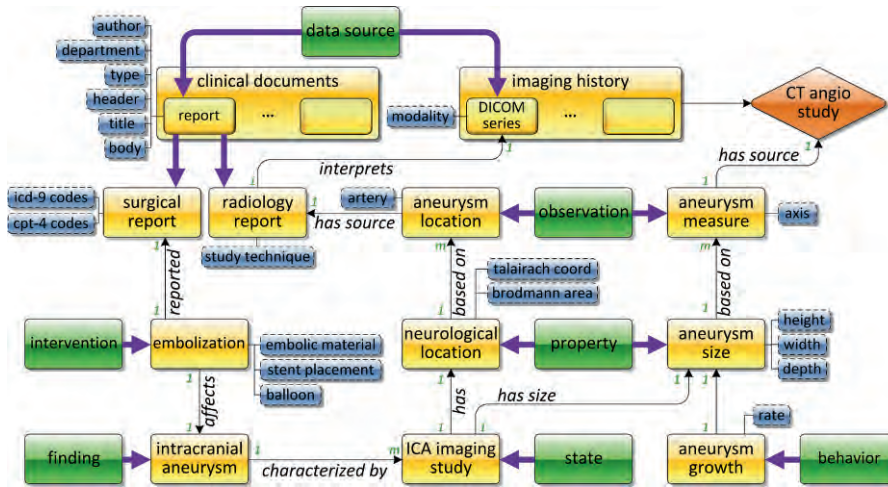 author
data source
department
clinical documents
imaging history
type
CT angio
study
header
report
...
modality
DICOM
series
...
title
body
interprets
1
1
has source
1
1
icd-9 codes
cpt-4 codes
surgical
report
radiology
report
1
has source
artery
aneurysm
location
observation
aneurysm
measure
axis
study technique
1
reported
1
m
based on
talairach coord
brodmann area
i
m
based on
1
intervention
embolization
embolic material
stent placement
balloon
neurological
location
property
aneurysm
size
height
width
depth
1
affects
1
1
has
1
has size
i
1
1
rate
finding
intracranial
aneurysm
1
characterized by
m
ICA imaging
study
state
aneurysm
growth
behavior